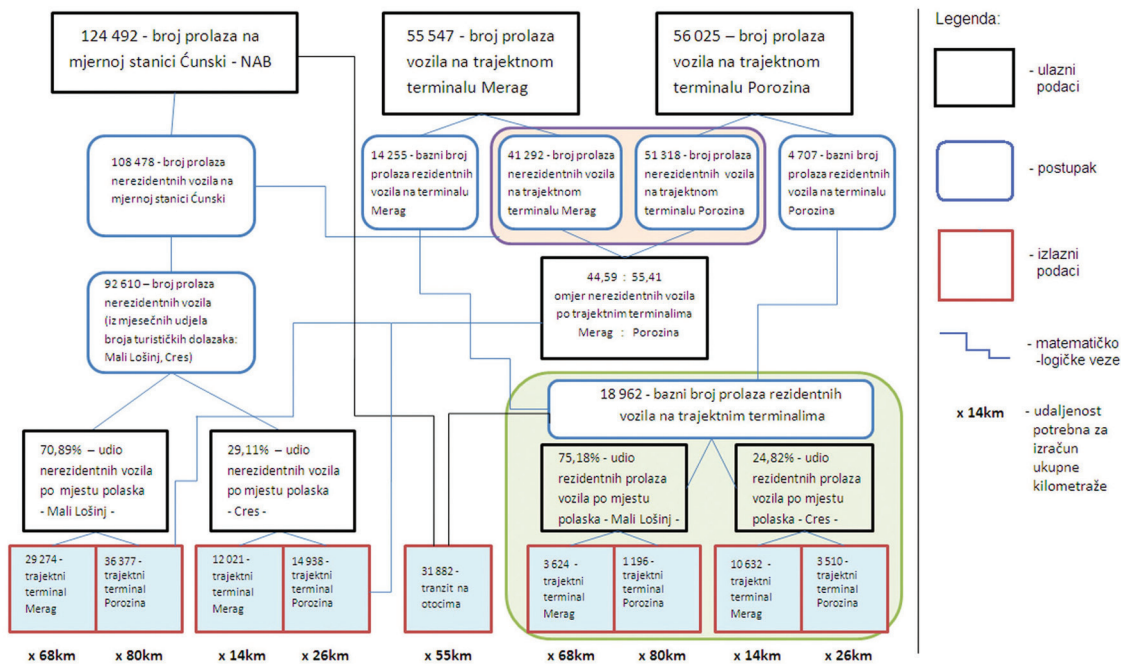 124 492 - broj prolaza na
mjernoj stanici Ćunski - NAB
55 547 - broj prolaza
vozila na trajektnom
terminalu Merag
56 025 – broj prolaza
vozila na trajektnom
terminalu Porozina
108 478 - broj prolaza
nerezidentnih vozila na
mjernoj stanici Ćunski
14 255 - bazni broj
prolaza rezidentnih
vozila na terminalu
Merag
41 292 - broj prolaza
nerezidentnih vozila
na trajektnom
terminalu Merag
51 318 - broj prolaza
nerezidentnih vozila
na trajektnom
terminalu Porozina
4 707 - bazni broj
prolaza rezidentnih
vozila na terminalu
Porozina
92 610 – broj prolaza
nerezidentnih vozila
(iz mjesečnih udjela
broja turističkih dolazaka:
Mali Lošinj, Cres)
44,59 : 55,41
omjer nerezidentnih vozila
po trajektnim terminalima
Merag : Porozina
18 962 - bazni broj prolaza rezidentnih
vozila na trajektnim terminalima
70,89% – udio
nerezidentnih vozila
po mjestu polaska
- Mali Lošinj -
29,11% – udio
nerezidentnih vozila
po mjestu polaska
- Cres -
75,18% - udio
rezidentnih prolaza
vozila po mjestu
polaska - Mali Lošinj -
24,82% - udio
rezidentnih prolaza
vozila po mjestu
polaska - Cres -
29 274 -
trajektni
terminal
Merag
36 377 -
trajektni
terminal
Porozina
12 021 -
trajektni
terminal
Merag
14 938 -
trajektni
terminal
Porozina
31 882 -
tranzit na
otocima
3 624 -
trajektni
terminal
Merag
1 196 -
trajektni
terminal
Porozina
10 632 -
trajektni
terminal
Merag
3 510 -
trajektni
terminal
Porozina
x 68km
x 80km
x 14km
x 26km
x 55km
x 68km
x 80km
x 14km
x 26km
Legenda:
- ulazni
podaci
- postupak
- izlazni
podaci
- matematičko
-logičke veze
x 14km
- udaljenost
potrebna za
izračun
ukupne
kilometraže